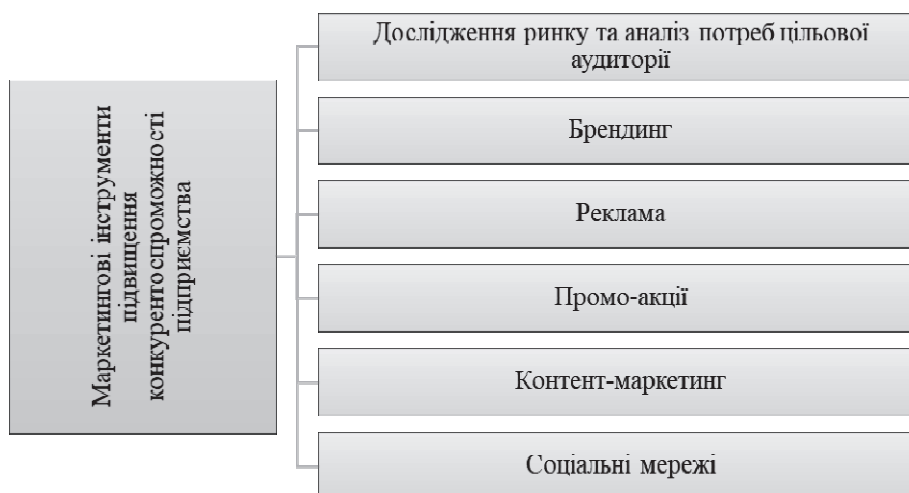 Маркетингові інструменти
підвищення
конкурентоспроможності
підприємства
Дослідження ринку та аналіз потреб цільової
аудиторії
Брендинг
Реклама
Промо-акції
Контент-маркетинг
Соціальні мережі